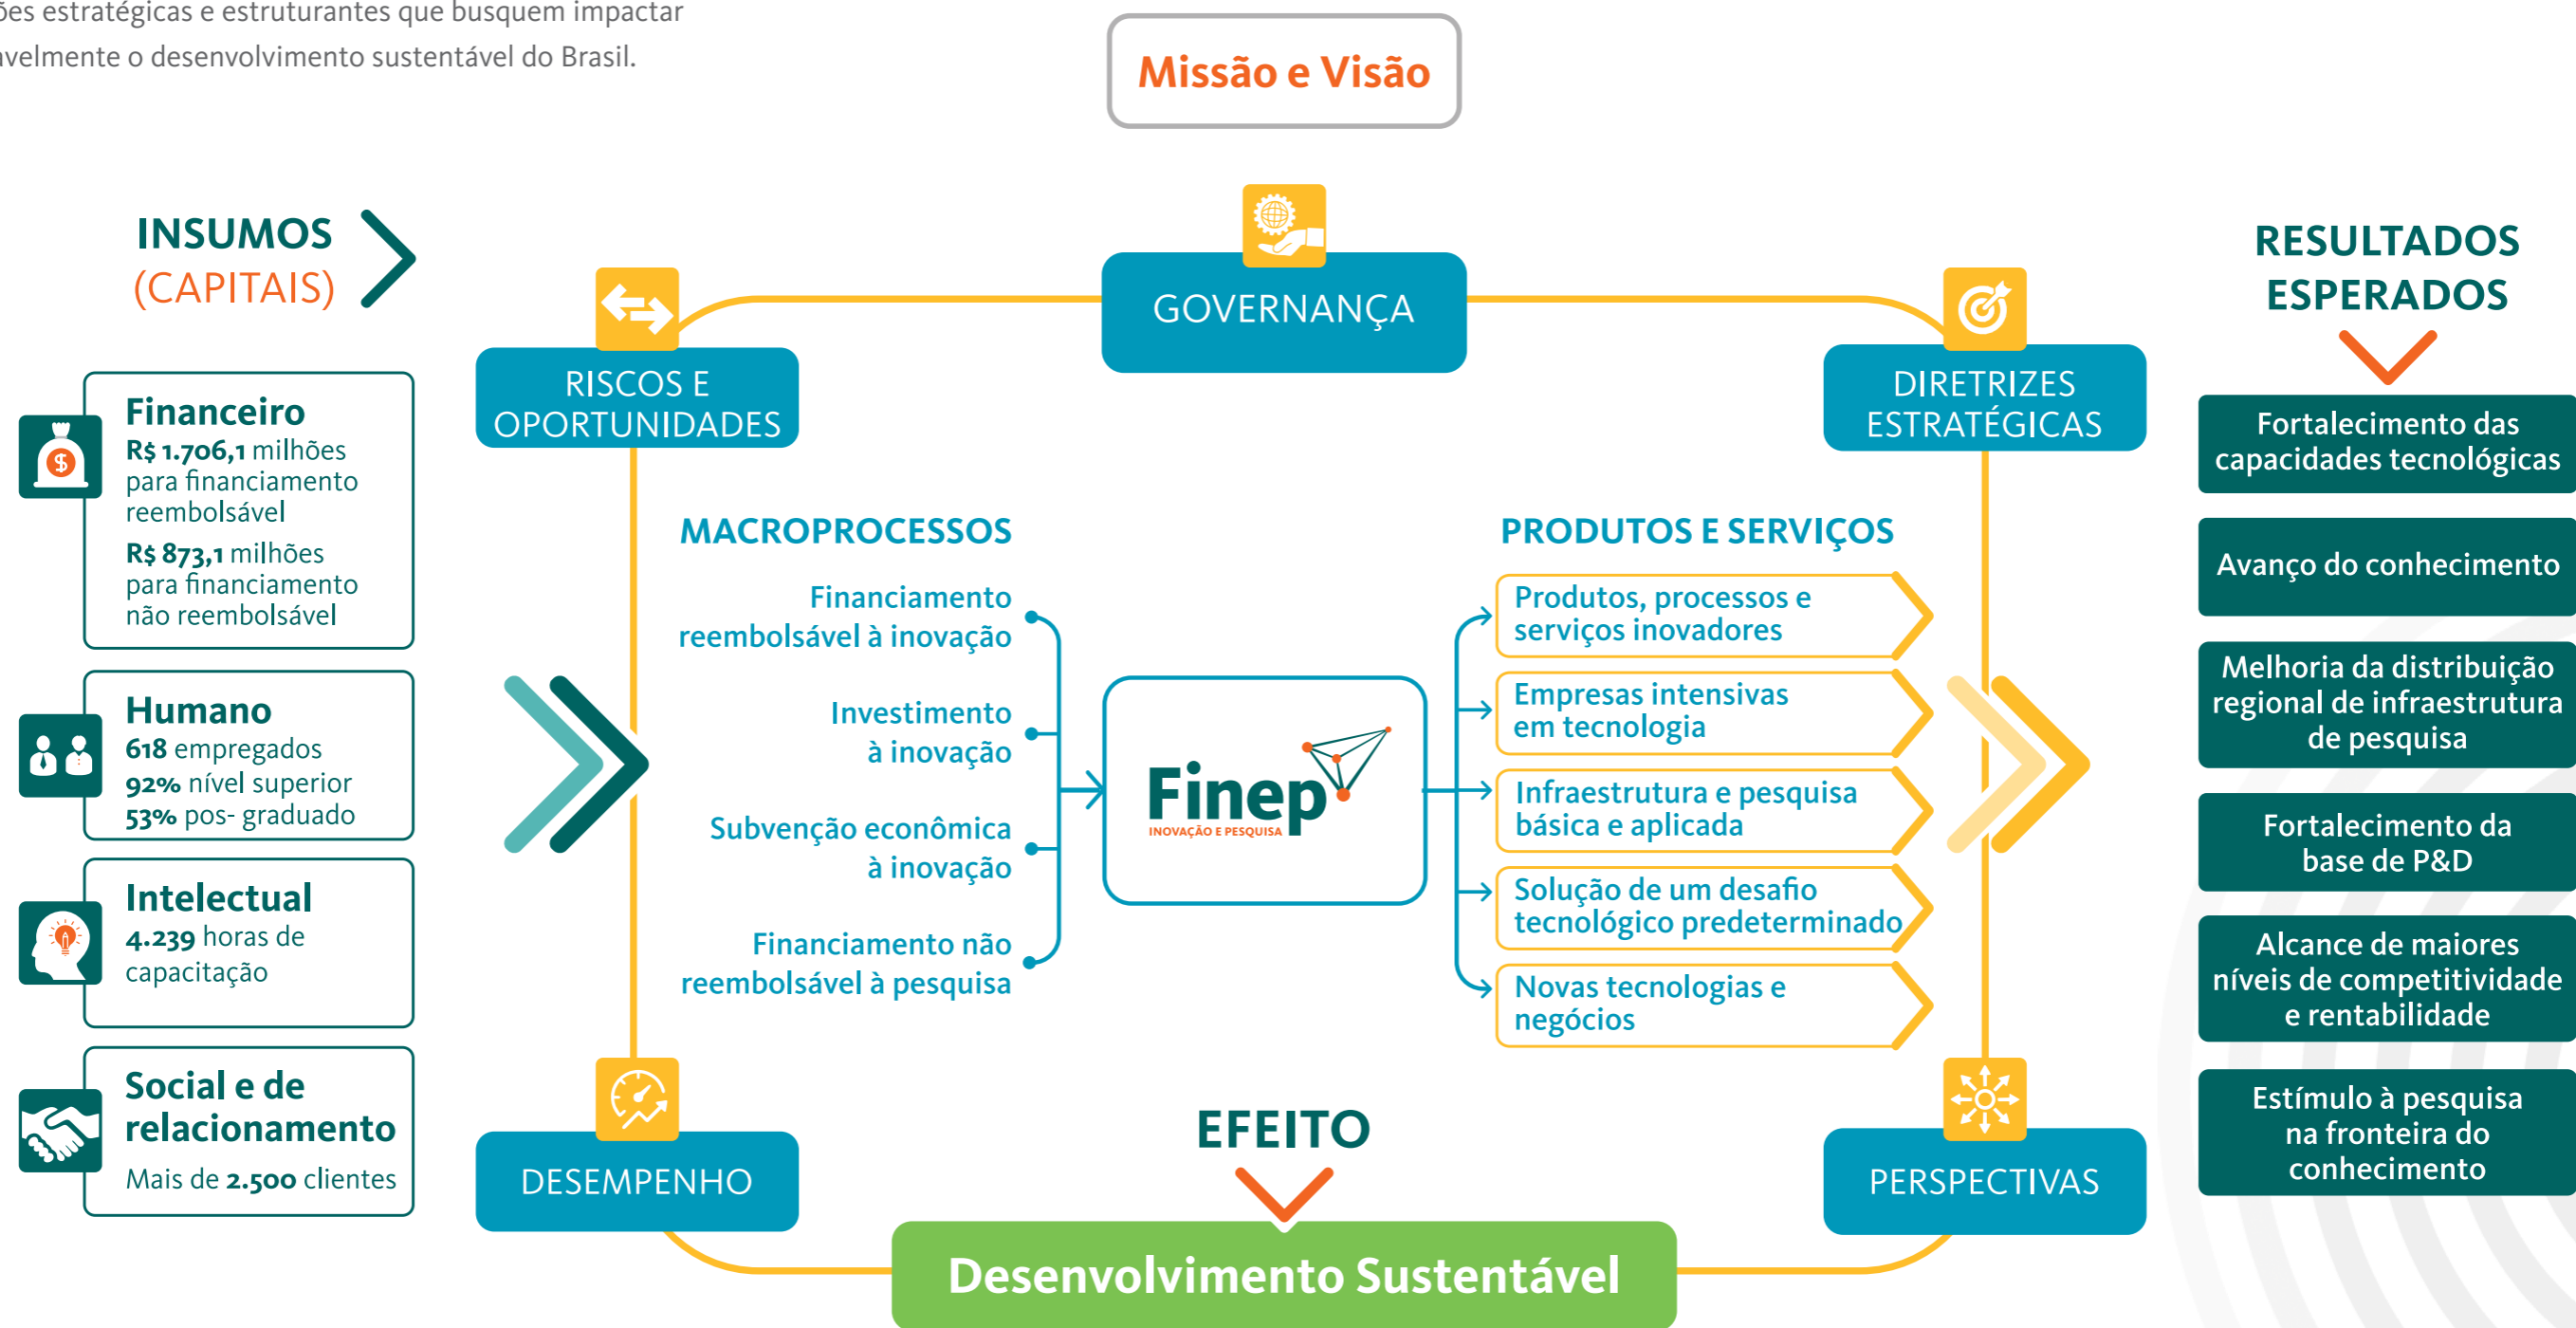 ões estratégicas e estruturantes que busquem impactar
avelmente o desenvolvimento sustentável do Brasil.
Missão e Visão
INSUMOS
(CAPITAIS)
Financeiro
R$ 1.706,1 milhões
para financiamento
reembolsável
R$ 873,1 milhões
para financiamento
não reembolsável
Humano
618 empregados
92% nível superior
53% pos- graduado
Intelectual
4.239 horas de
capacitação
Social e de
relacionamento
Mais de 2.500 clientes
GOVERNANÇA
RISCOS E
OPORTUNIDADES
DIRETRIZES
ESTRATÉGICAS
MACROPROCESSOS
Financiamento
reembolsável à inovação
Investimento
à inovação
Subvenção econômica
à inovação
Financiamento não
reembolsável à pesquisa
Finep
INOVAÇÃO E PESQUISA
PRODUTOS E SERVIÇOS
Produtos, processos e
serviços inovadores
Empresas intensivas
em tecnologia
Infraestrutura e pesquisa
básica e aplicada
Solução de um desafio
tecnológico predeterminado
Novas tecnologias e
negócios
DESEMPENHO
PERSPECTIVAS
EFEITO
Desenvolvimento Sustentável
RESULTADOS
ESPERADOS
Fortalecimento das
capacidades tecnológicas
Avanço do conhecimento
Melhoria da distribuição
regional de infraestrutura
de pesquisa
Fortalecimento da
base de P&D
Alcance de maiores
níveis de competitividade
e rentabilidade
Estímulo à pesquisa
na fronteira do
conhecimento